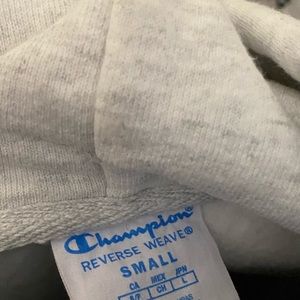 Champion®
REVERSE WEAVE®
SMALL
CA MEX JPN
S/P CH L